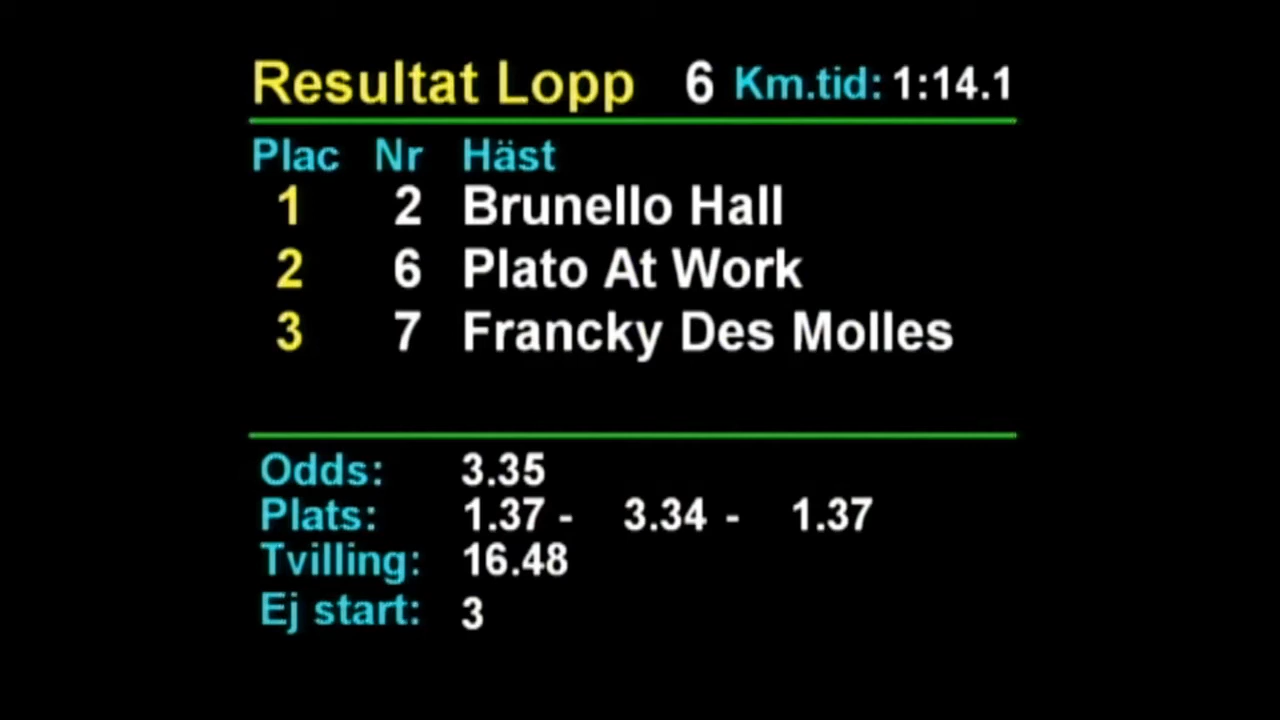 Resultat Lopp 6 Km.tid: 1:14.1
Plac Nr Häst
1 2 Brunello Hall
2 6 Plato At Work
3 7 Francky Des Molles
Odds: 3.35
Plats: 1.37 - 3.34 - 1.37
Tvilling: 16.48
Ej start: 3